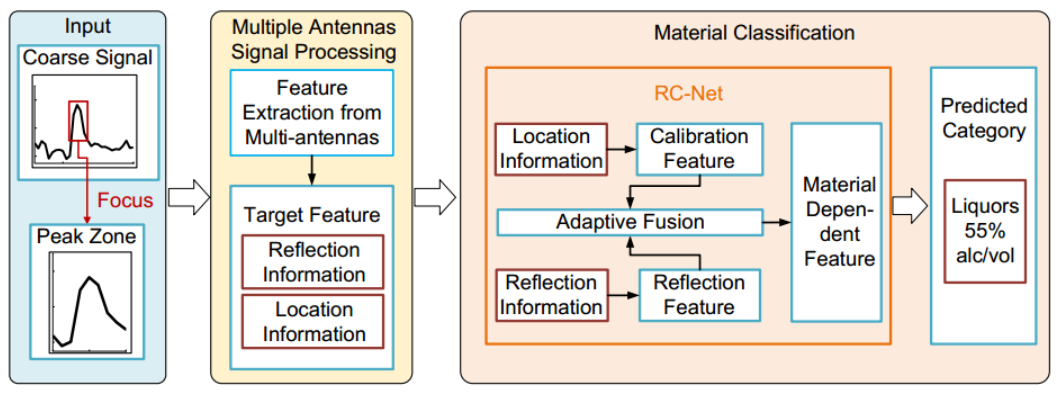 Input
Coarse Signal
Focus
Peak Zone
Multiple Antennas
Signal Processing
Feature
Extraction from
Multi-antennas
Target Feature
Reflection
Information
Location
Information
Material Classification
RC-Net
Location
Information
Calibration
Feature
Adaptive Fusion
Reflection
Information
Reflection
Feature
Material
Depen-
dent
Feature
Predicted
Category
Liquors
55%
alc/vol